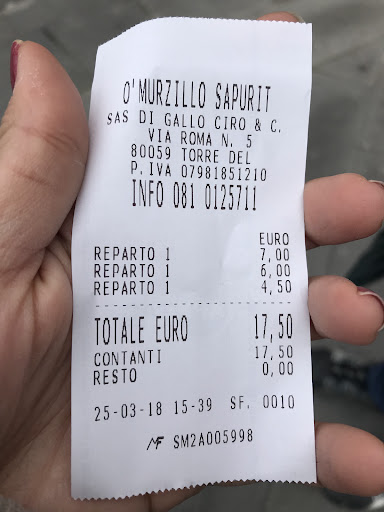 O'MURZILLO SAPURIT
SAS DI GALLO CIRO & C.
VIA ROMA N. 5
80059 TORRE DEL
P. IVA 07981851210
INFO 081 0125711
EURO
REPARTO 1 7,00
REPARTO 1 6,00
REPARTO 1 4,50
TOTALE EURO 17,50
CONTANTI 17,50
RESTO 0,00
25-03-18 15-39 SF. 0010
MF SM2A005998